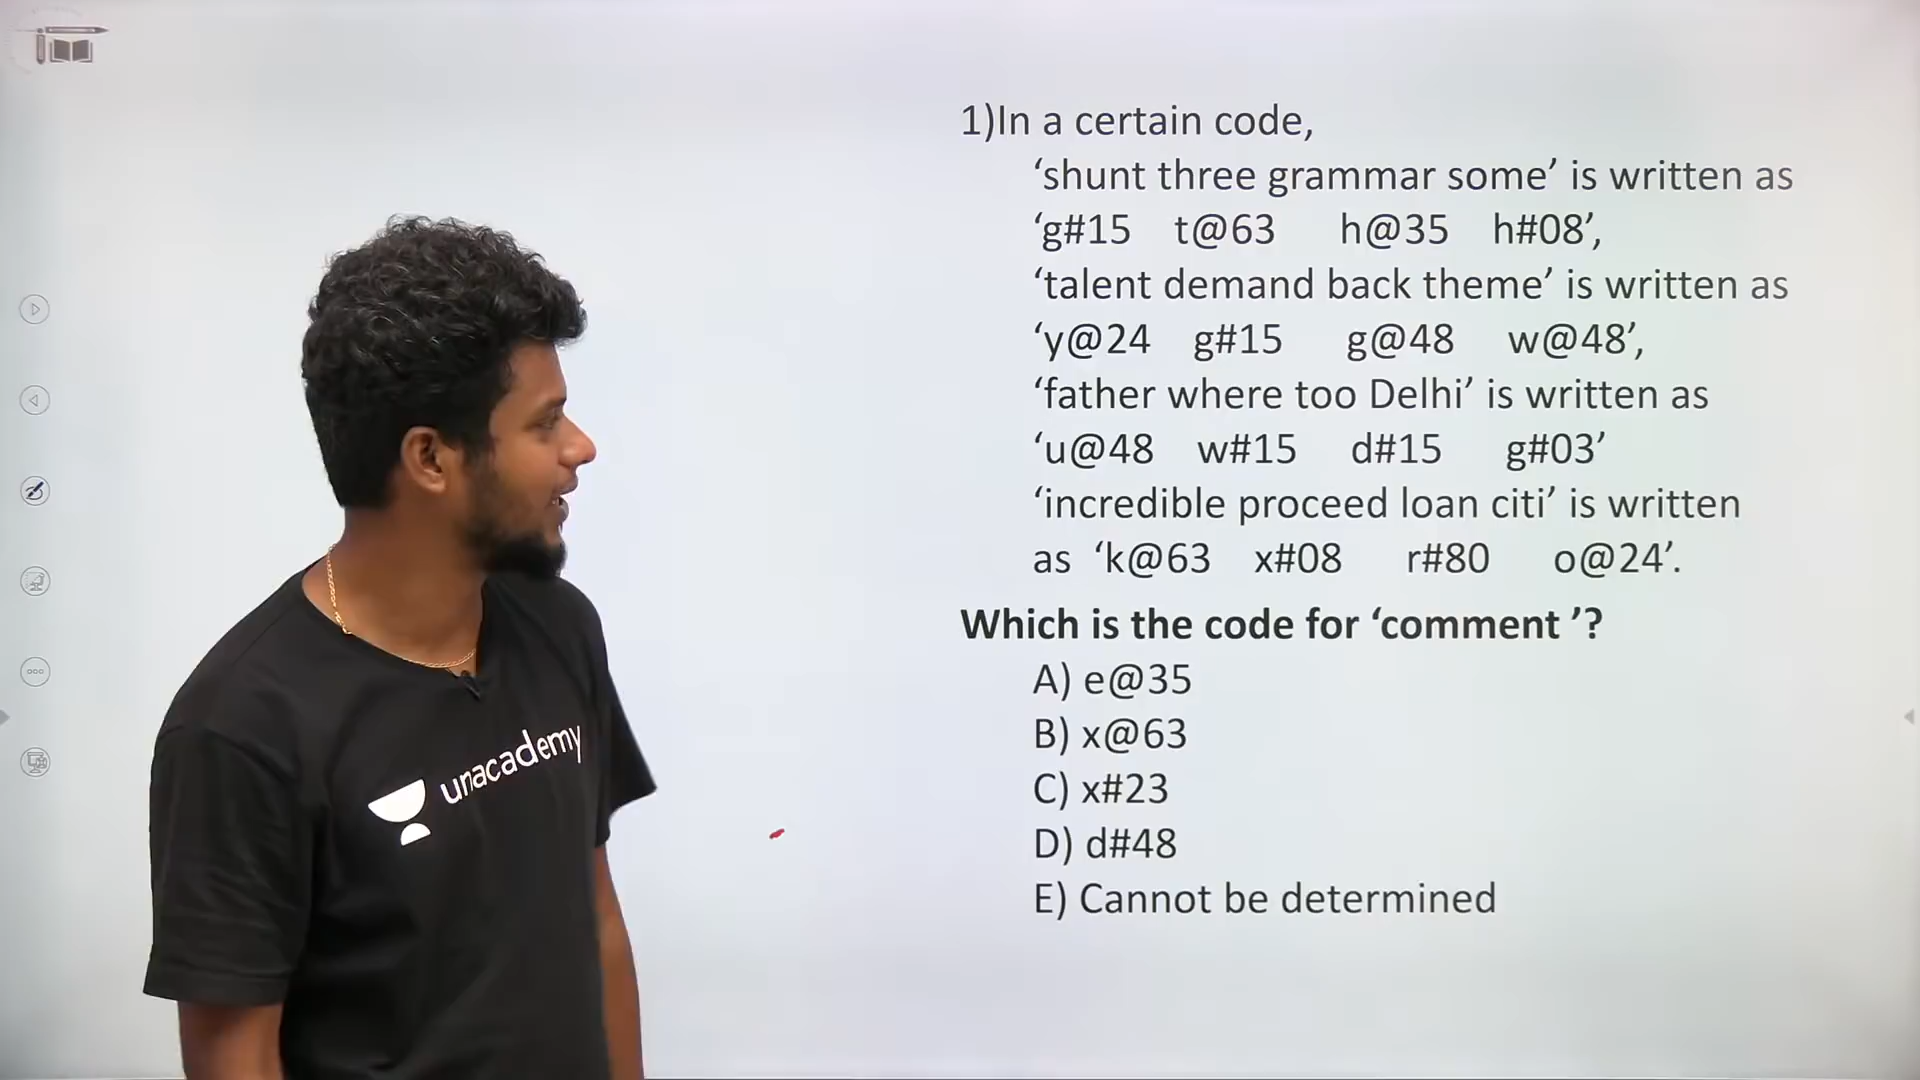 1)In a certain code,
‘shunt three grammar some’ is written as
‘g#15 t@63 h@35 h#08’,
‘talent demand back theme’ is written as
‘y@24 g#15 g@48 w@48’,
‘father where too Delhi’ is written as
‘u@48 w#15 d#15 g#03’
‘incredible proceed loan citi’ is written
as ‘k@63 x#08 r#80 o@24’.
Which is the code for ‘comment ’?
A) e@35
B) x@63
C) x#23
D) d#48
E) Cannot be determined
unacademy